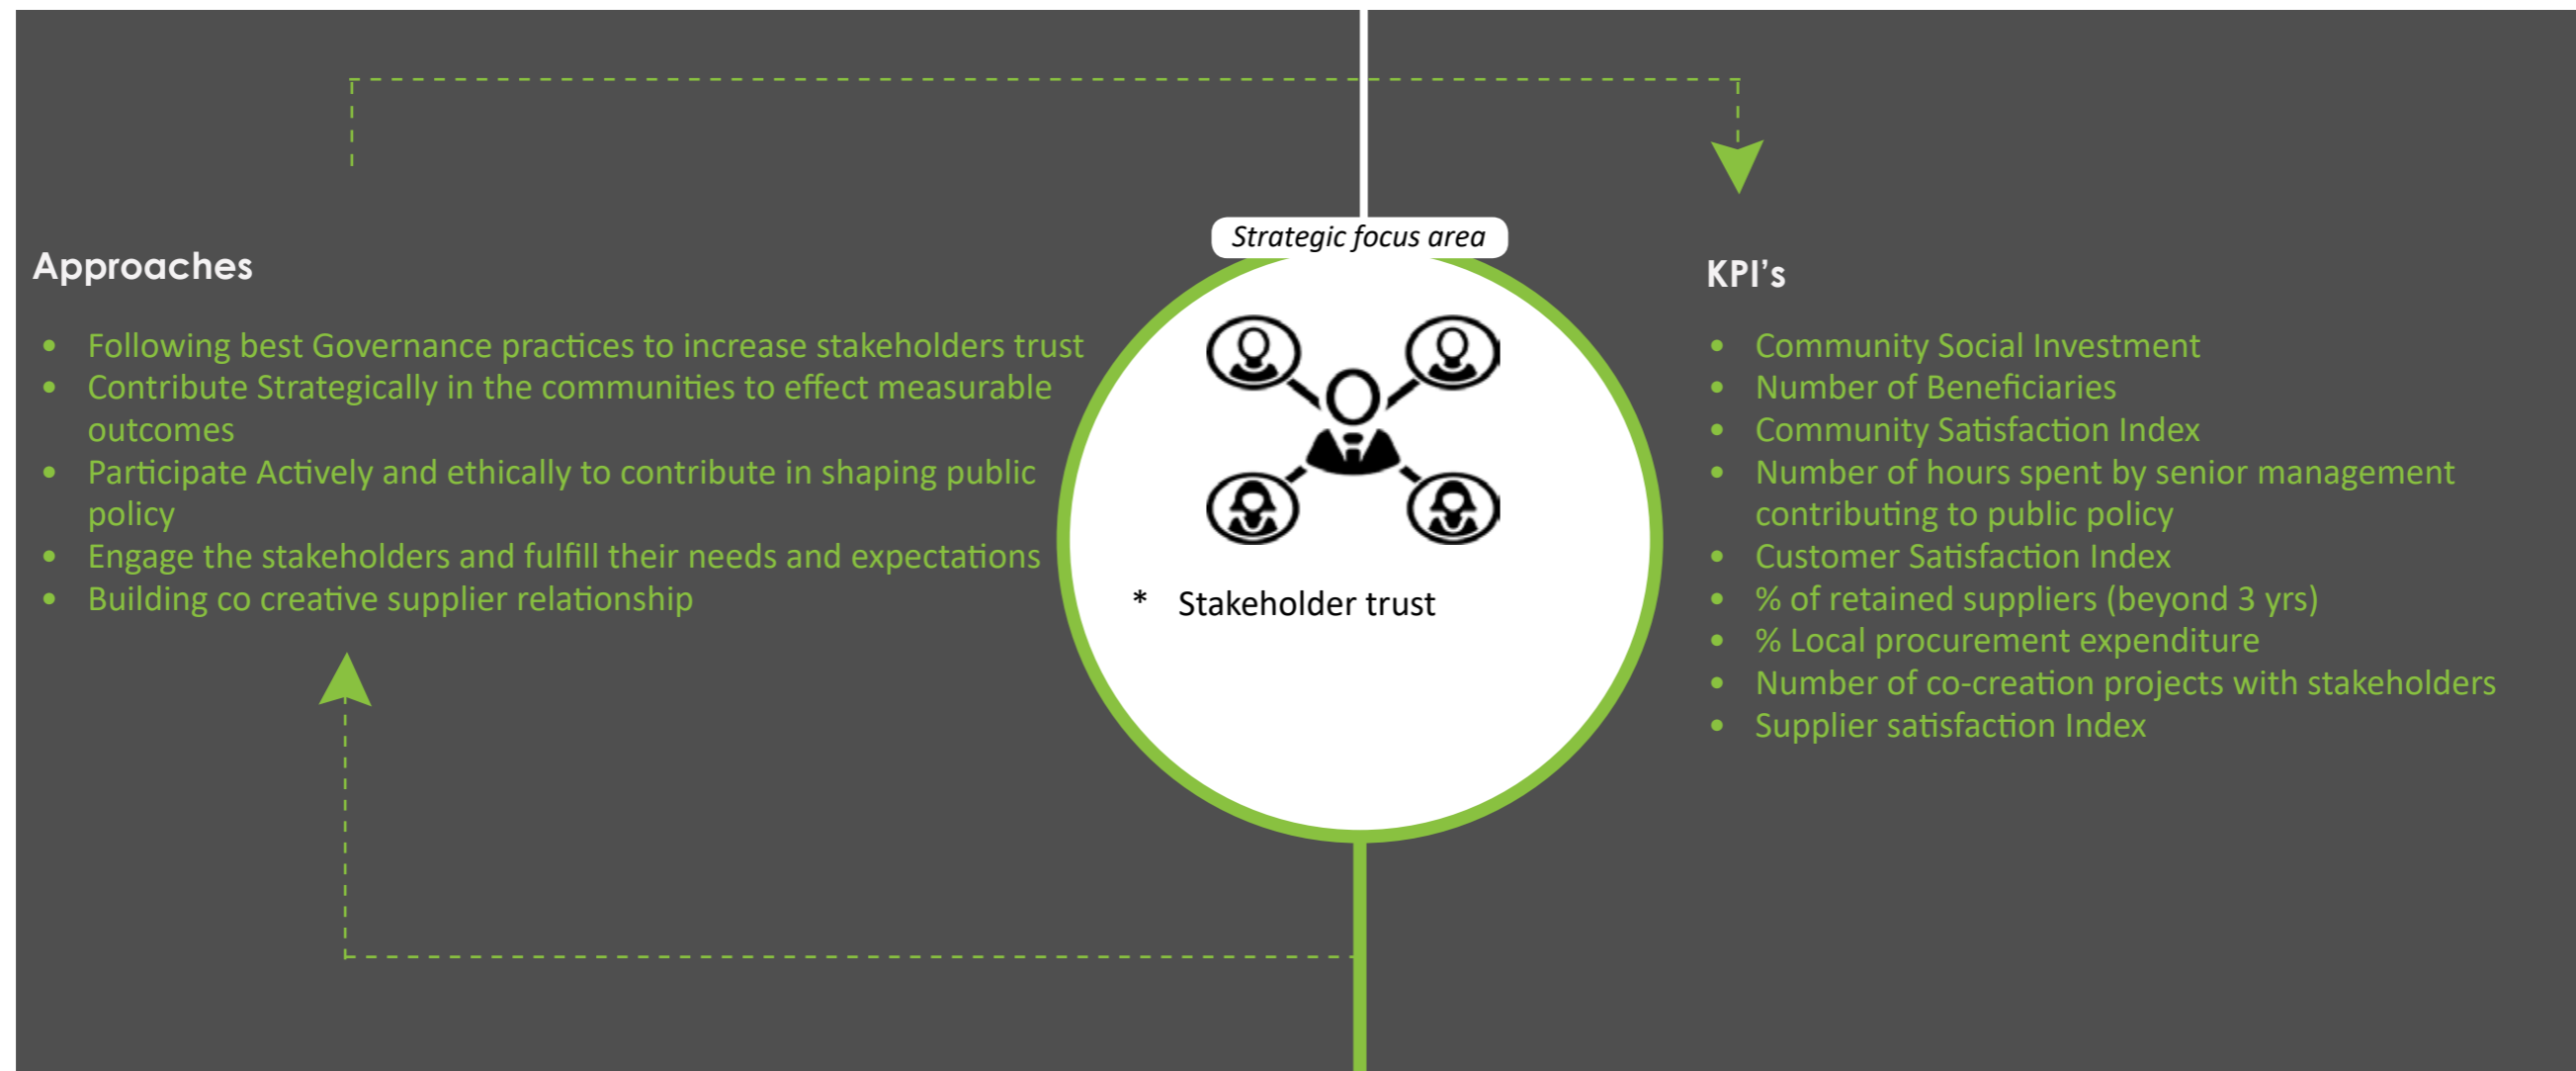 Strategic focus area
Approaches
• Following best Governance practices to increase stakeholders trust
• Contribute Strategically in the communities to effect measurable
outcomes
• Participate Actively and ethically to contribute in shaping public
policy
• Engage the stakeholders and fulfill their needs and expectations
• Building co creative supplier relationship
* Stakeholder trust
KPI’s
• Community Social Investment
• Number of Beneficiaries
• Community Satisfaction Index
• Number of hours spent by senior management
contributing to public policy
• Customer Satisfaction Index
• % of retained suppliers (beyond 3 yrs)
• % Local procurement expenditure
• Number of co-creation projects with stakeholders
• Supplier satisfaction Index